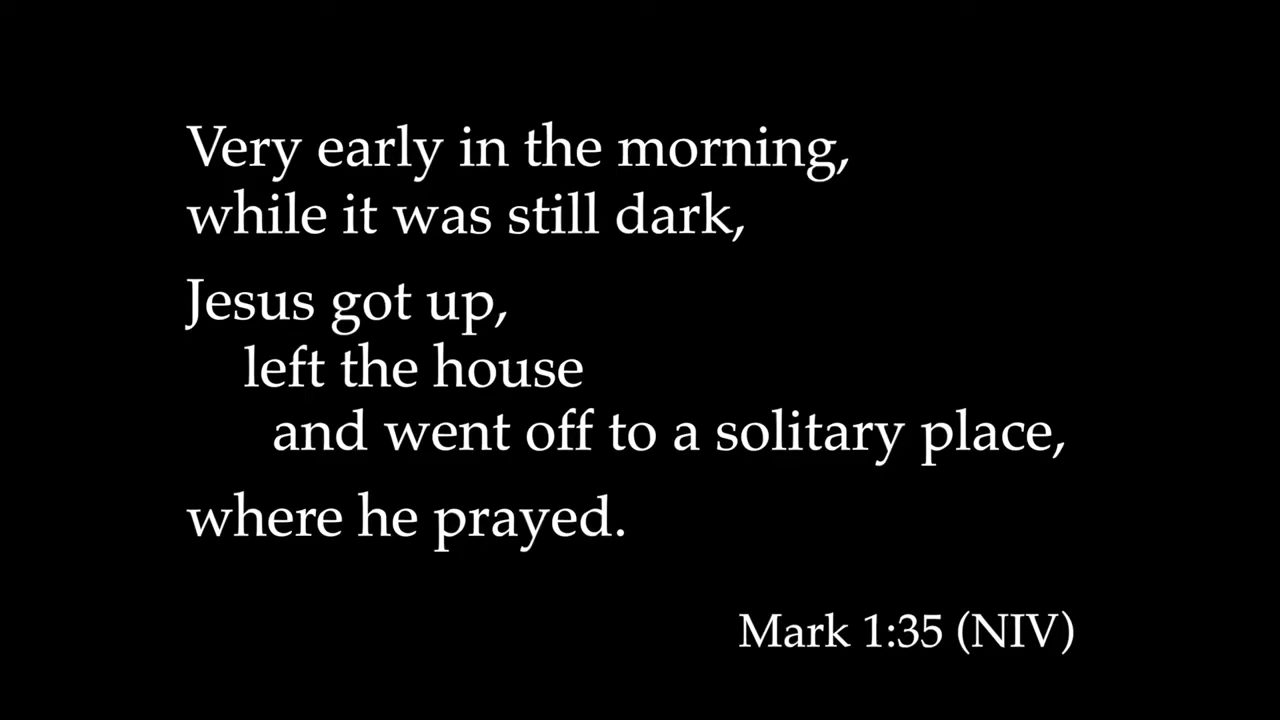 Very early in the morning,
while it was still dark,
Jesus got up,
left the house
and went off to a solitary place,
where he prayed.
Mark 1:35 (NIV)